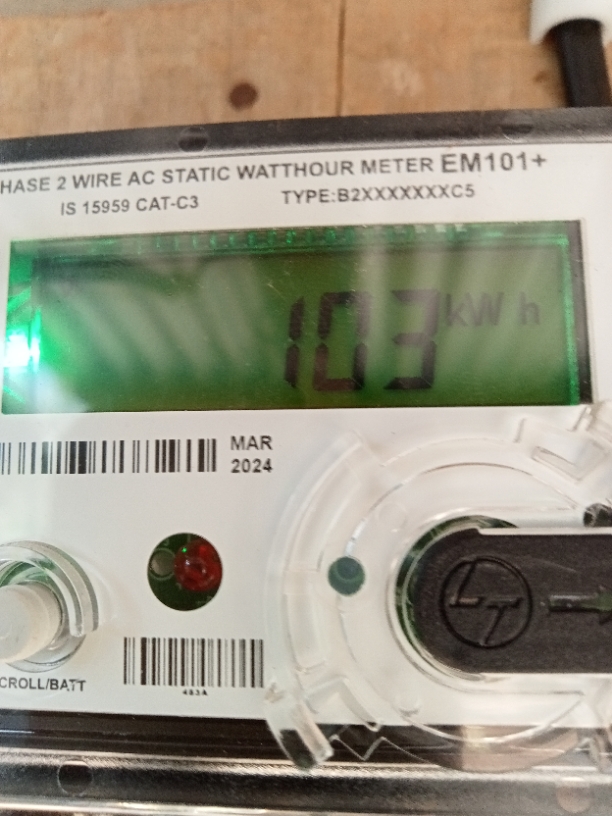 HASE 2 WIRE AC STATIC WATTHOUR METER EM101+
IS 15959 CAT-C3 TYPE:B2XXXXXXXC5
103 kWh
MAR
2024
CROLL/BATT
483A
LT